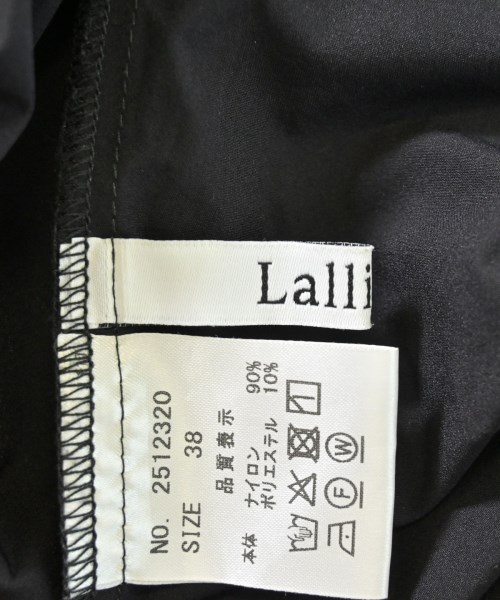 Lalli
NO. 2512320
SIZE 38
品質表示
本体 ナイロン 90%
ポリエステル 10%
W
F